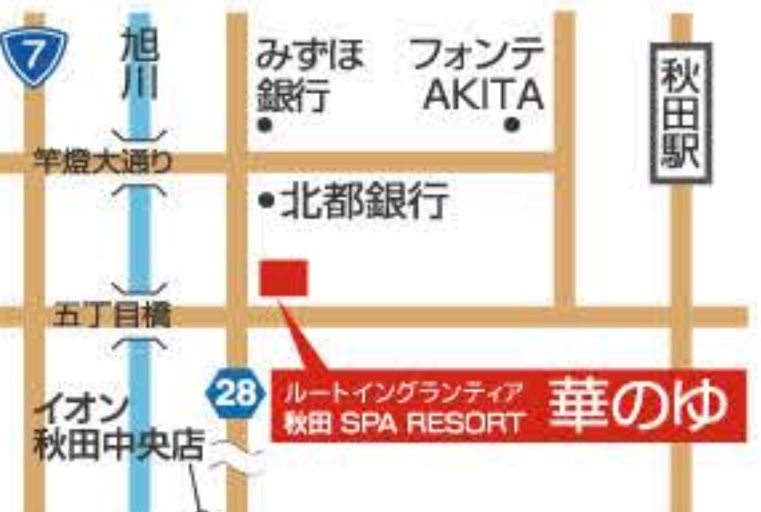 7
旭川
みずほ
銀行
フォンテ
AKITA
秋田駅
竿燈大通り
北都銀行
五丁目橋
28
ルートイングランティア
秋田 SPA RESORT
華のゆ
イオン
秋田中央店